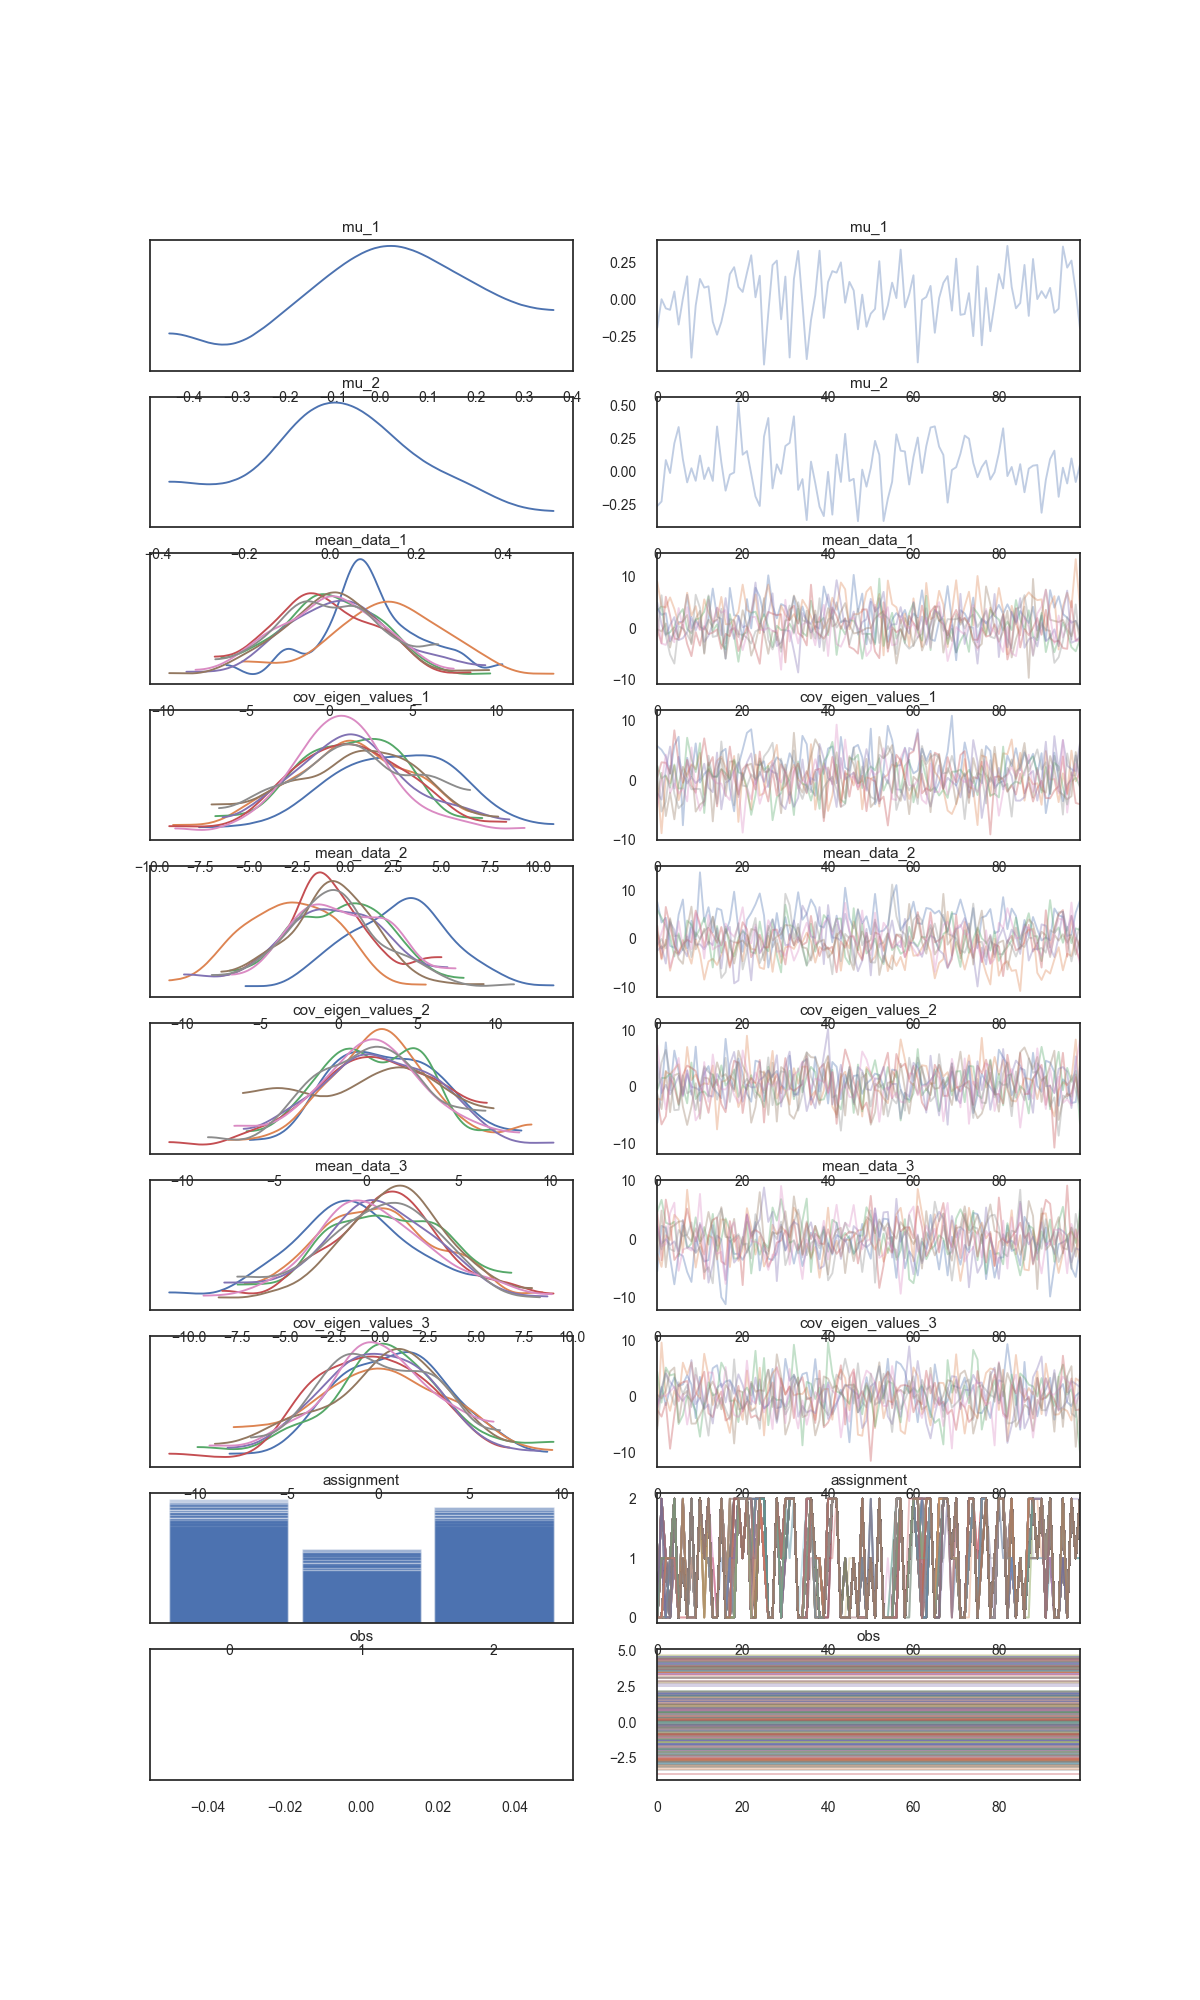 mu_1 mu_1
0.25
0.00
−0.25
mu_2 mu_2
−0.4 −0.3 −0.2 −0.1 0.0 0.1 0.2 0.3 0.4 0 20 40 60 80
0.50
0.25
0.00
−0.25
mean_data_1 mean_data_1
−0.4 −0.2 0.0 0.2 0.4 0 20 40 60 80
10
0
−10
cov_eigen_values_1 cov_eigen_values_1
−10 −5 0 5 10 0 20 40 60 80
10
0
−10
mean_data_2 mean_data_2
−10.0 −7.5 −5.0 −2.5 0.0 2.5 5.0 7.5 10.0 0 20 40 60 80
10
0
−10
cov_eigen_values_2 cov_eigen_values_2
−10 −5 0 5 10 0 20 40 60 80
10
0
−10
mean_data_3 mean_data_3
−10 −5 0 5 10 0 20 40 60 80
10
0
−10
cov_eigen_values_3 cov_eigen_values_3
−10.0 −7.5 −5.0 −2.5 0.0 2.5 5.0 7.5 10.0 0 20 40 60 80
10
0
−10
assignment assignment
−10 −5 0 5 10 0 20 40 60 80
2
1
0
obs obs
0 1 2 0 20 40 60 80
5.0
2.5
0.0
−2.5
−0.04 −0.02 0.00 0.02 0.04 0 20 40 60 80